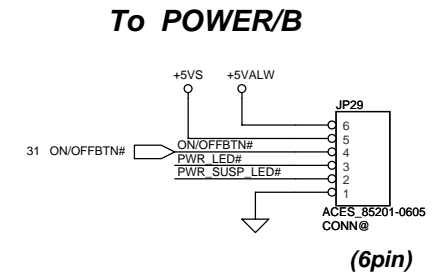 To POWER/B
+5VS +5VALW
JP29
6
5
31 ON/OFFBTN# ON/OFFBTN# 4
PWR_LED# 3
PWR_SUSP_LED# 2
1
ACES_85201-0605
CONN@
(6pin)